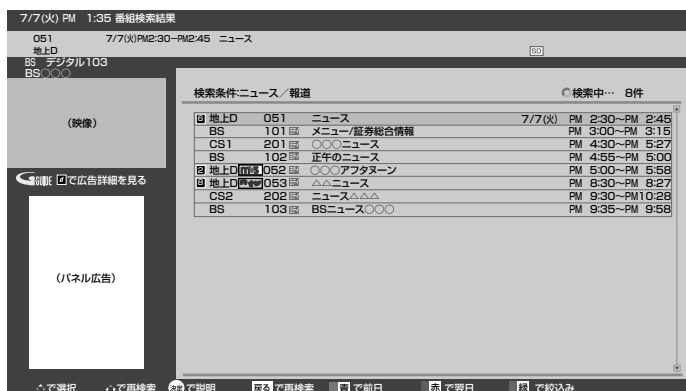 7/7(火) PM 1:35 番組検索結果
051 7/7(火)PM2:30−PM2:45 ニュース
地上D SD
BS デジタル103
BS○○○
検索条件:ニュース／報道 検索中… 8件
(映像)
地上D 051 ニュース 7/7(火) PM 2:30〜PM 2:45
BS 101 メニュー/証券総合情報 PM 3:00〜PM 3:15
CS1 201 ○○○ニュース PM 4:30〜PM 5:27
BS 102 正午のニュース PM 4:55〜PM 5:00
地上D 052 ○○○アフタヌーン PM 5:00〜PM 5:58
地上D 053 △△ニュース PM 8:30〜PM 8:27
CS2 202 ニュース△△△ PM 9:30〜PM10:28
BS 103 BSニュース○○○ PM 9:35〜PM 9:58
GUIDE dで広告詳細を見る
(パネル広告)
で選択 で再検索 決定で説明 戻るで再検索 青で前日 赤で翌日 緑で絞込み